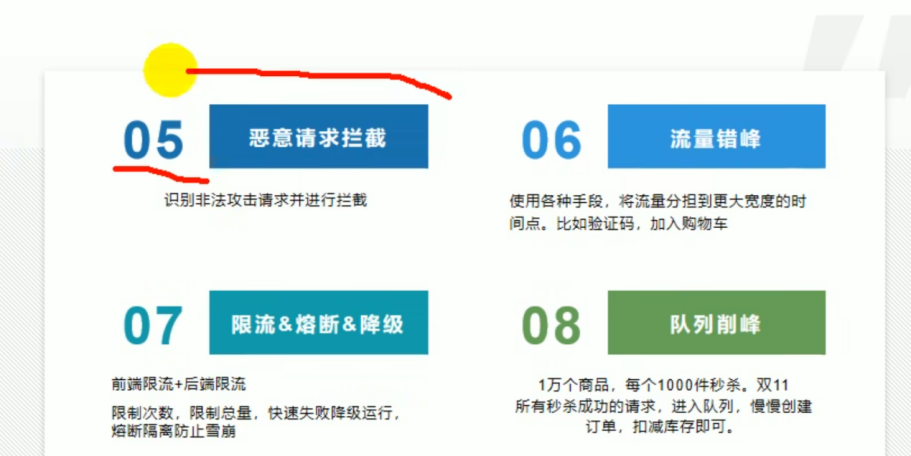 05 恶意请求拦截
识别非法攻击请求并进行拦截
06 流量错峰
使用各种手段，将流量分担到更大宽度的时
间点。比如验证码，加入购物车
07 限流&熔断&降级
前端限流+后端限流
限制次数，限制总量，快速失败降级运行，
熔断隔离防止雪崩
08 队列削峰
1万个商品，每个1000件秒杀。双11
所有秒杀成功的请求，进入队列，慢慢创建
订单，扣减库存即可。